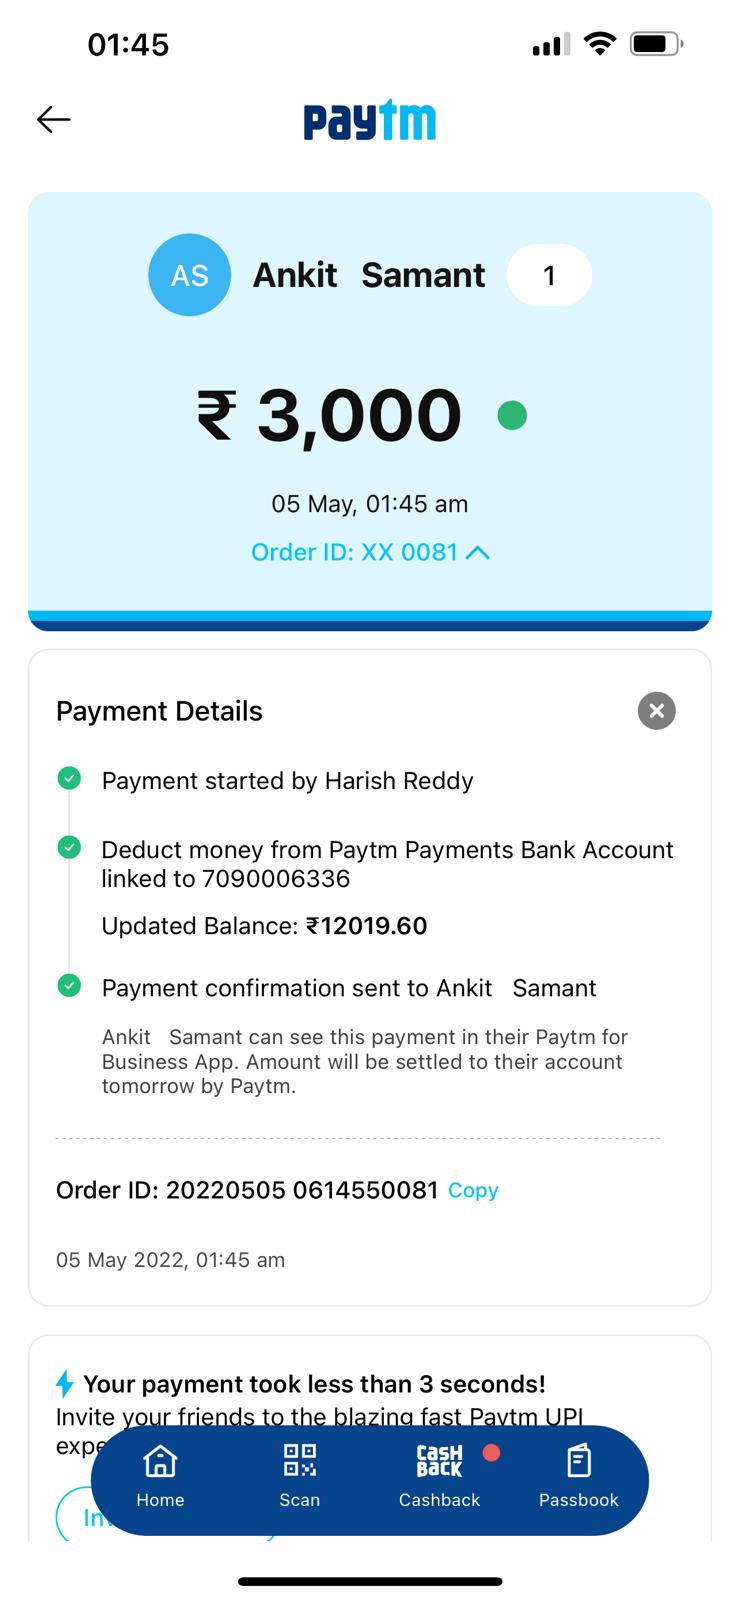 01:45
paytm
AS Ankit Samant 1
₹ 3,000
05 May, 01:45 am
Order ID: XX 0081
Payment Details
Payment started by Harish Reddy
Deduct money from Paytm Payments Bank Account
linked to 7090006336
Updated Balance: ₹12019.60
Payment confirmation sent to Ankit Samant
Ankit Samant can see this payment in their Paytm for
Business App. Amount will be settled to their account
tomorrow by Paytm.
Order ID: 20220505 0614550081 Copy
05 May 2022, 01:45 am
Your payment took less than 3 seconds!
Invite your friends to the blazing fast Paytm UPI
CASH BACK
Home Scan Cashback Passbook